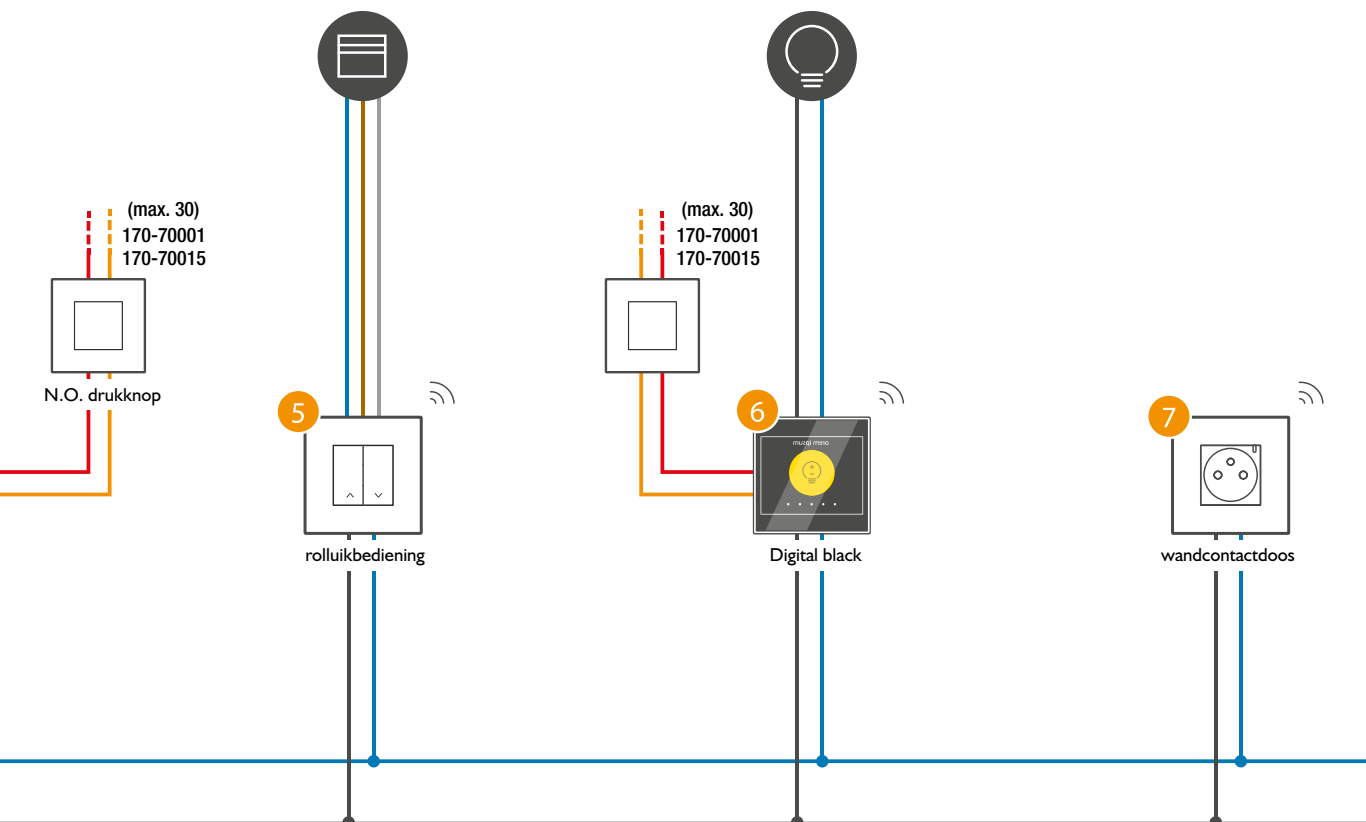 (max. 30)
170-70001
170-70015
N.O. drukknop
(max. 30)
170-70001
170-70015
5
rolluikbediening
6
Digital black
7
wandcontactdoos